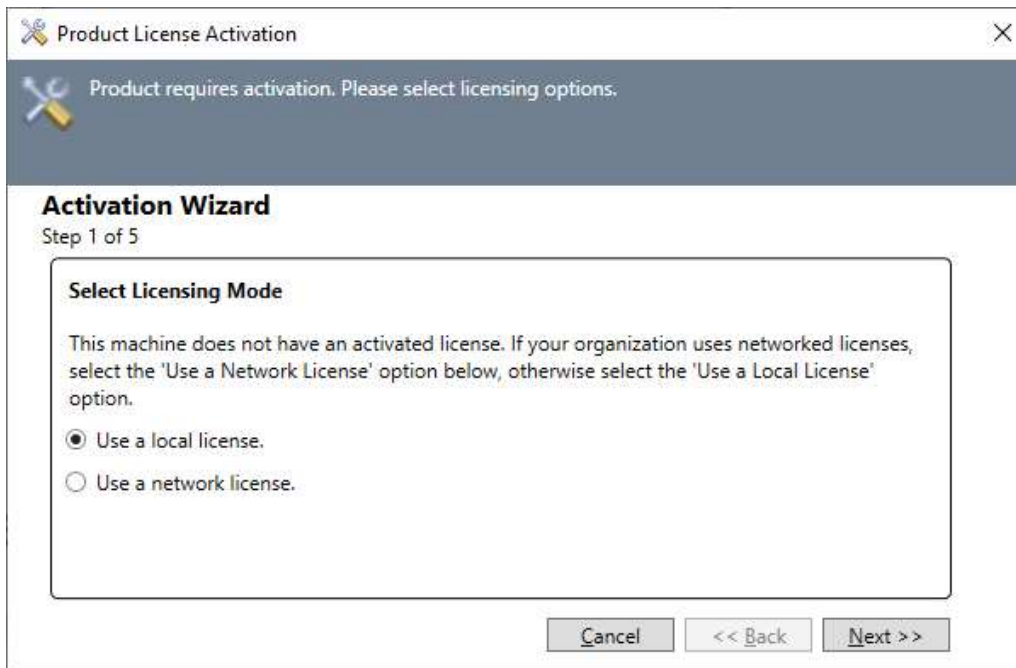 Product License Activation
Product requires activation. Please select licensing options.
Activation Wizard
Step 1 of 5
Select Licensing Mode
This machine does not have an activated license. If your organization uses networked licenses,
select the 'Use a Network License' option below, otherwise select the 'Use a Local License'
option.
Use a local license.
Use a network license.
Cancel
<< Back
Next >>